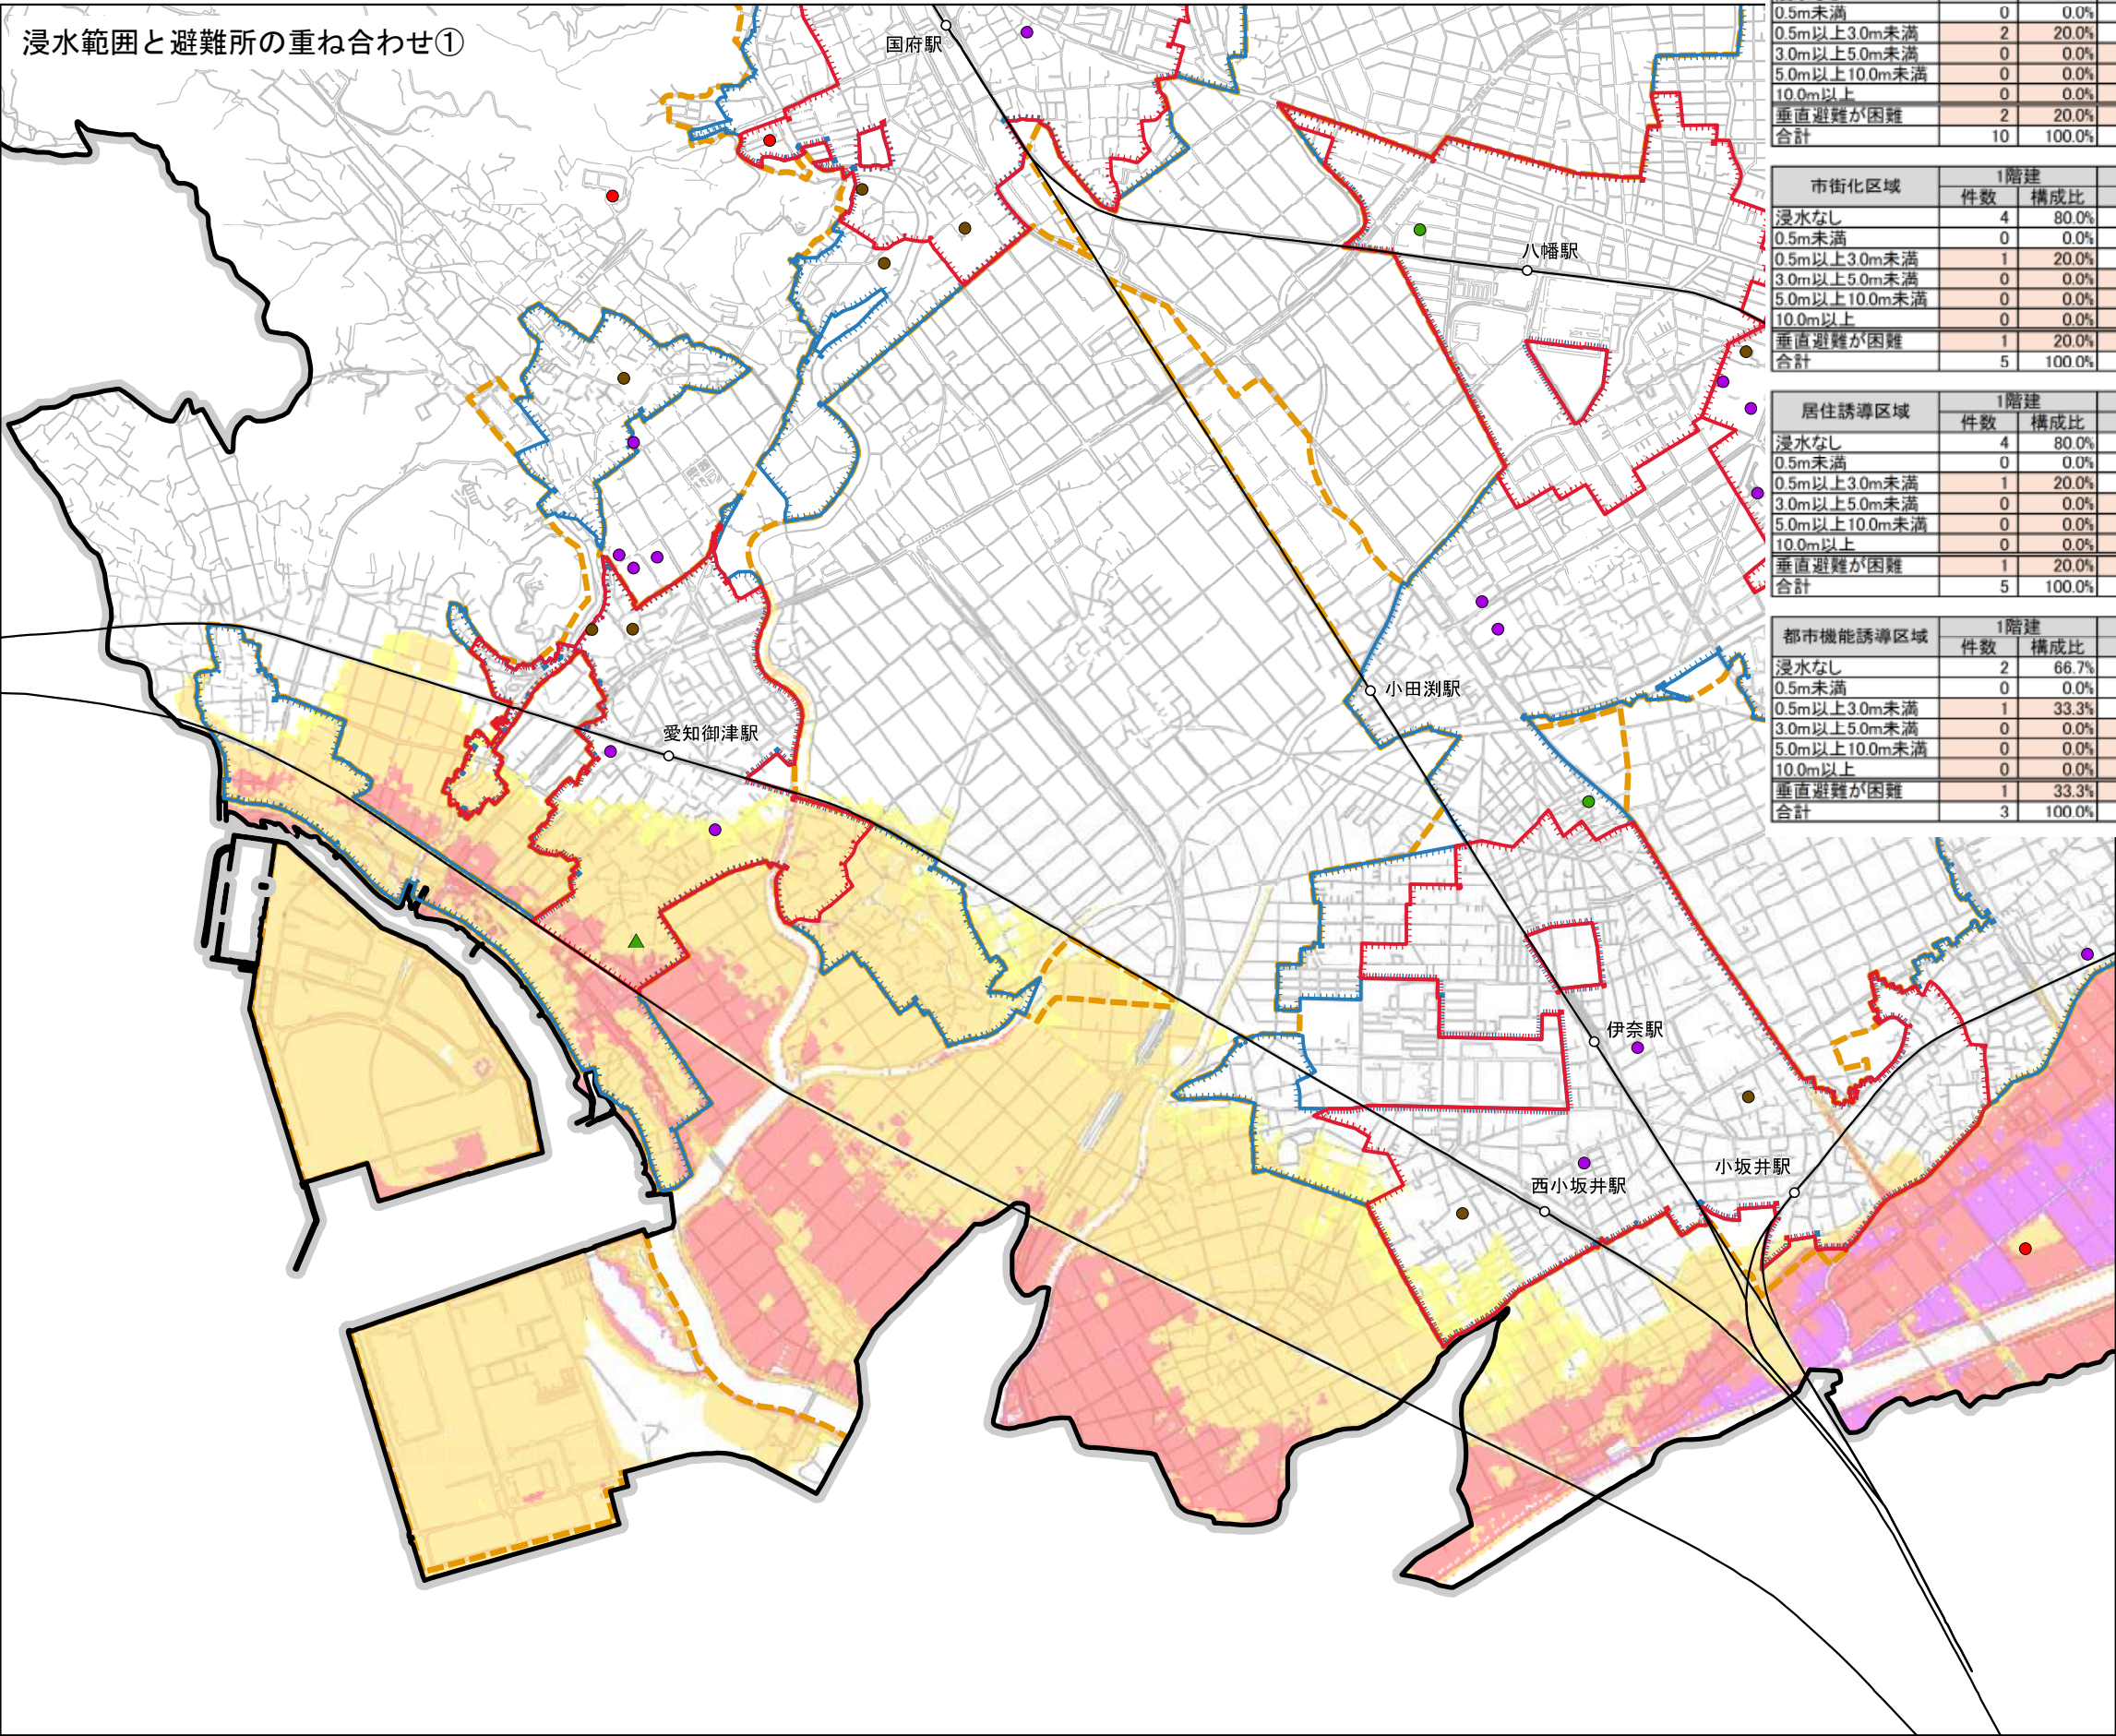 浸水範囲と避難所の重ね合わせ①
0.5m未満 0 0.0%
0.5m以上3.0m未満 2 20.0%
3.0m以上5.0m未満 0 0.0%
5.0m以上10.0m未満 0 0.0%
10.0m以上 0 0.0%
垂直避難が困難 2 20.0%
合計 10 100.0%
市街化区域 1階建
件数 構成比
浸水なし 4 80.0%
0.5m未満 0 0.0%
0.5m以上3.0m未満 1 20.0%
3.0m以上5.0m未満 0 0.0%
5.0m以上10.0m未満 0 0.0%
10.0m以上 0 0.0%
垂直避難が困難 1 20.0%
合計 5 100.0%
居住誘導区域 1階建
件数 構成比
浸水なし 4 80.0%
0.5m未満 0 0.0%
0.5m以上3.0m未満 1 20.0%
3.0m以上5.0m未満 0 0.0%
5.0m以上10.0m未満 0 0.0%
10.0m以上 0 0.0%
垂直避難が困難 1 20.0%
合計 5 100.0%
都市機能誘導区域 1階建
件数 構成比
浸水なし 2 66.7%
0.5m未満 0 0.0%
0.5m以上3.0m未満 1 33.3%
3.0m以上5.0m未満 0 0.0%
5.0m以上10.0m未満 0 0.0%
10.0m以上 0 0.0%
垂直避難が困難 1 33.3%
合計 3 100.0%
国府駅
八幡駅
小田渕駅
愛知御津駅
伊奈駅
小坂井駅
西小坂井駅